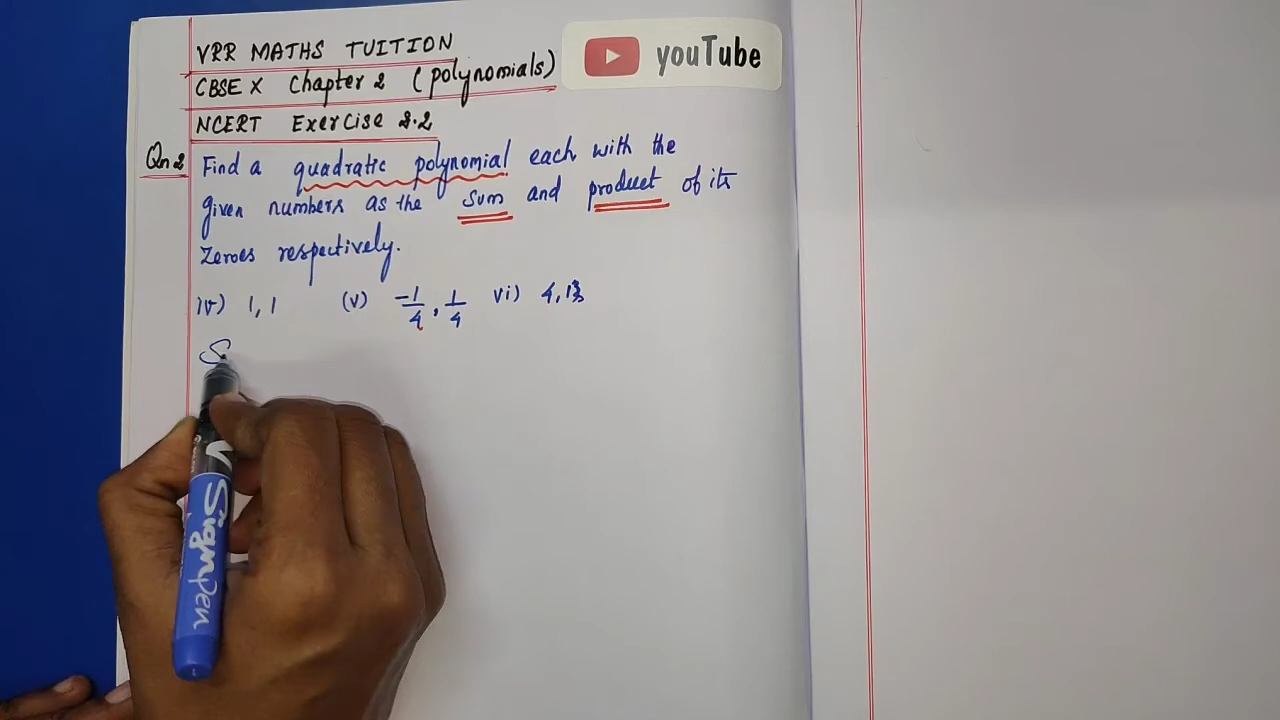 VRR MATHS TUITION
youTube
CBSE X Chapter 2 (polynomials)
NCERT Exercise 2.2
Qn 2 Find a quadratic polynomial each with the
given numbers as the sum and product of its
Zeroes respectively.
iv) 1, 1 (v) -1/4, 1/4 vi) 4, 1
S
Sigmpen